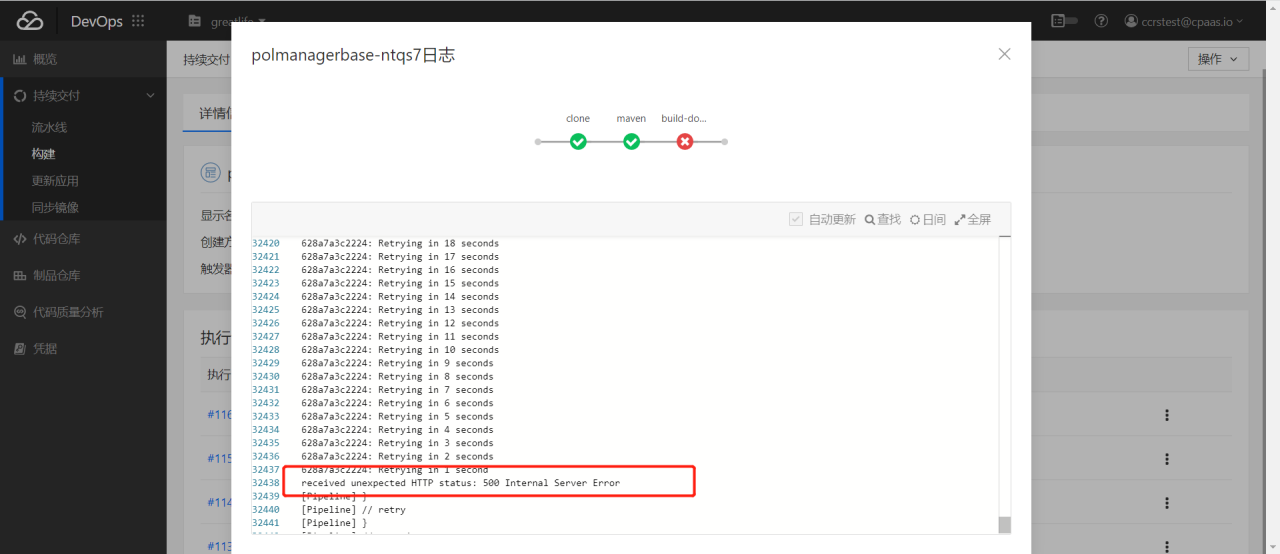 DevOps
greatlife
ccrstest@cpaas.io
概览
持续交付
流水线
构建
更新应用
同步镜像
代码仓库
制品仓库
代码质量分析
凭据
持续交付
操作
详情信
显示名
创建方
触发器
执行
执行
#116
#115
#114
#113
polmanagerbase-ntqs7日志
clone maven build-do...
自动更新 查找 日间 全屏
32420 628a7a3c2224: Retrying in 18 seconds
32421 628a7a3c2224: Retrying in 17 seconds
32422 628a7a3c2224: Retrying in 16 seconds
32423 628a7a3c2224: Retrying in 15 seconds
32424 628a7a3c2224: Retrying in 14 seconds
32425 628a7a3c2224: Retrying in 13 seconds
32426 628a7a3c2224: Retrying in 12 seconds
32427 628a7a3c2224: Retrying in 11 seconds
32428 628a7a3c2224: Retrying in 10 seconds
32429 628a7a3c2224: Retrying in 9 seconds
32430 628a7a3c2224: Retrying in 8 seconds
32431 628a7a3c2224: Retrying in 7 seconds
32432 628a7a3c2224: Retrying in 6 seconds
32433 628a7a3c2224: Retrying in 5 seconds
32434 628a7a3c2224: Retrying in 4 seconds
32435 628a7a3c2224: Retrying in 3 seconds
32436 628a7a3c2224: Retrying in 2 seconds
32437 628a7a3c2224: Retrying in 1 second
32438 received unexpected HTTP status: 500 Internal Server Error
32439 [Pipeline] }
32440 [Pipeline] // retry
32441 [Pipeline] }